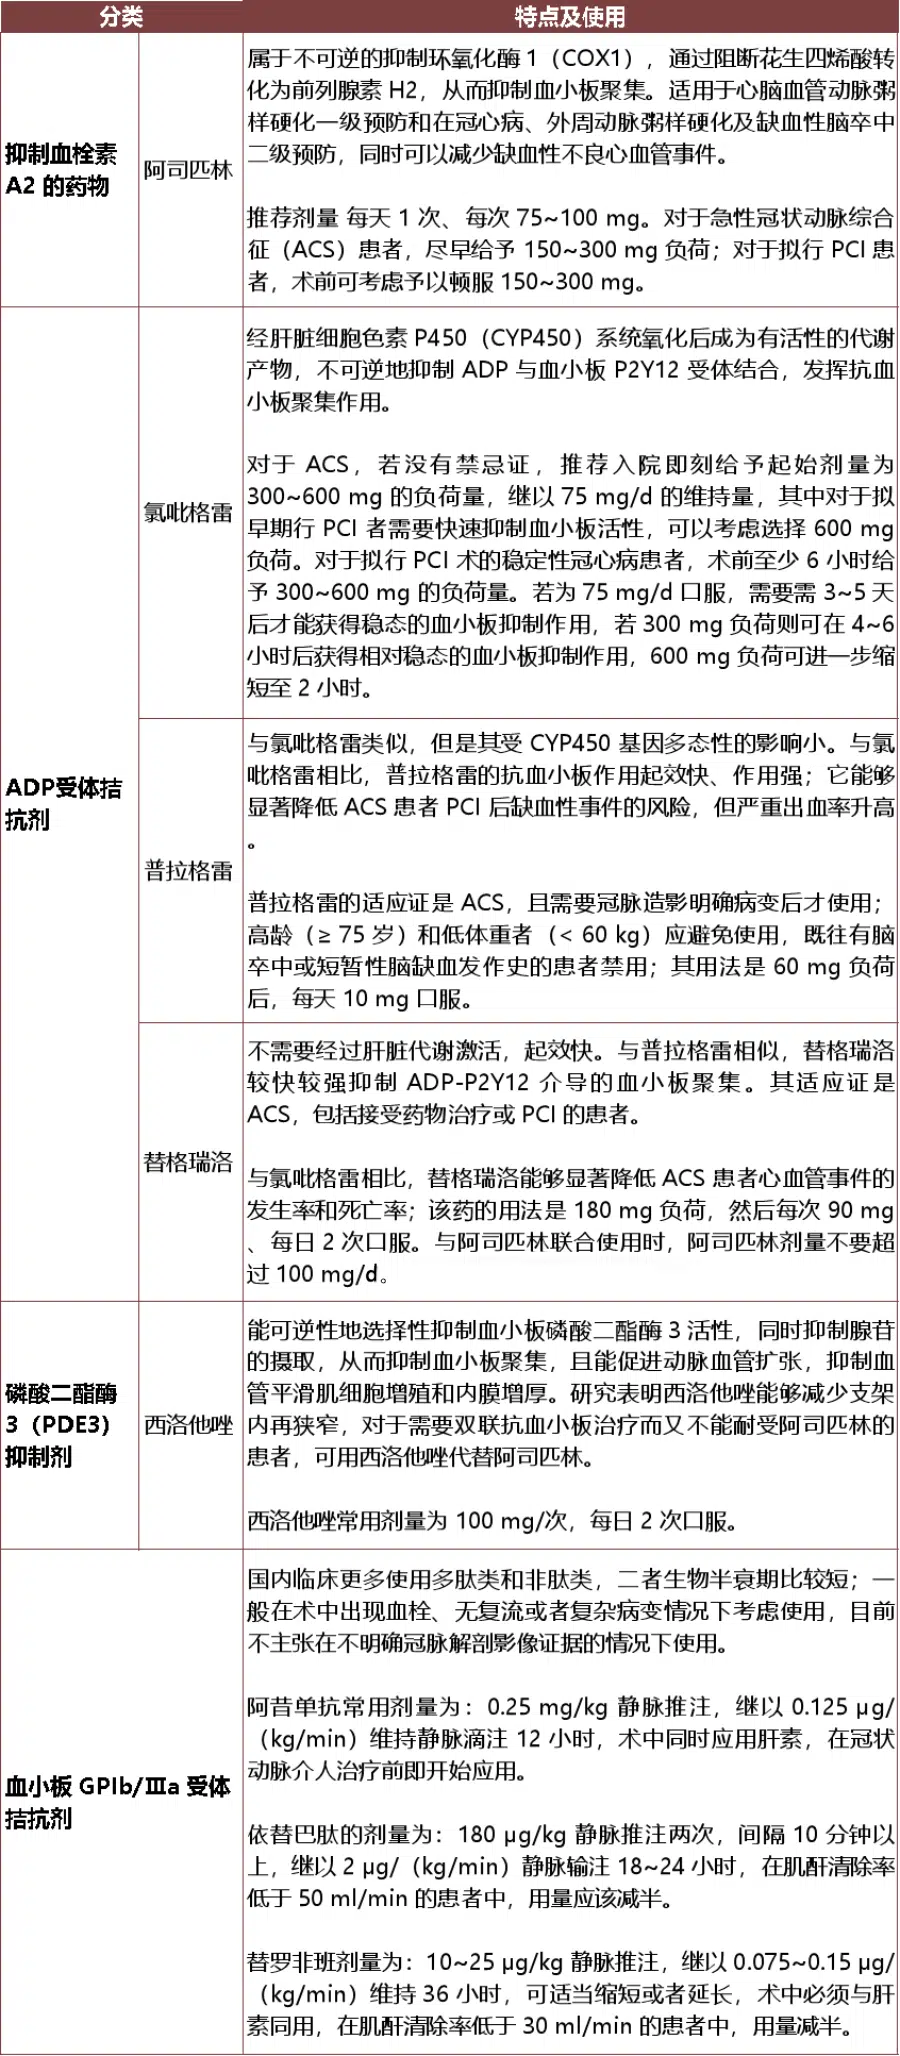 分类 特点及使用
抑制血栓素
A2 的药物
阿司匹林
属于不可逆的抑制环氧化酶 1（COX1），通过阻断花生四烯酸转
化为前列腺素 H2，从而抑制血小板聚集。适用于心脑血管动脉粥
样硬化一级预防和在冠心病、外周动脉粥样硬化及缺血性脑卒中
二级预防，同时可以减少缺血性不良心血管事件。
推荐剂量 每天 1 次、每次 75~100 mg。对于急性冠状动脉综合
征（ACS）患者，尽早给予 150~300 mg 负荷；对于拟行 PCI 患
者，术前可考虑予以顿服 150~300 mg。
ADP受体拮
抗剂
氯吡格雷
经肝脏细胞色素 P450（CYP450）系统氧化后成为有活性的代谢
产物，不可逆地抑制 ADP 与血小板 P2Y12 受体结合，发挥抗血
小板聚集作用。
对于 ACS，若没有禁忌证，推荐入院即刻给予起始剂量为
300~600 mg 的负荷量，继以 75 mg/d 的维持量，其中对于拟
早期行 PCI 者需要快速抑制血小板活性，可以考虑选择 600 mg
负荷。对于拟行 PCI 术的稳定性冠心病患者，术前至少 6 小时给
予 300~600 mg 的负荷量。若为 75 mg/d 口服，需要需 3~5 天
后才能获得稳态的血小板抑制作用，若 300 mg 负荷则可在 4~6
小时后获得相对稳态的血小板抑制作用，600 mg 负荷可进一步缩
短至 2 小时。
普拉格雷
与氯吡格雷类似，但是其受 CYP450 基因多态性的影响小。与氯
吡格雷相比，普拉格雷的抗血小板作用起效快、作用强；它能够
显著降低 ACS 患者 PCI 后缺血性事件的风险，但严重出血率升高
。
普拉格雷的适应证是 ACS，且需要冠脉造影明确病变后才使用；
高龄（≥ 75 岁）和低体重者（< 60 kg）应避免使用，既往有脑
卒中或短暂性脑缺血发作史的患者禁用；其用法是 60 mg 负荷
后，每天 10 mg 口服。
替格瑞洛
不需要经过肝脏代谢激活，起效快。与普拉格雷相似，替格瑞洛
较快较强抑制 ADP-P2Y12 介导的血小板聚集。其适应证是
ACS，包括接受药物治疗或 PCI 的患者。
与氯吡格雷相比，替格瑞洛能够显著降低 ACS 患者心血管事件的
发生率和死亡率；该药的用法是 180 mg 负荷，然后每次 90 mg
、每日 2 次口服。与阿司匹林联合使用时，阿司匹林剂量不要超
过 100 mg/d。
磷酸二酯酶
3（PDE3）
抑制剂
西洛他唑
能可逆性地选择性抑制血小板磷酸二酯酶 3 活性，同时抑制腺苷
的摄取，从而抑制血小板聚集，且能促进动脉血管扩张，抑制血
管平滑肌细胞增殖和内膜增厚。研究表明西洛他唑能够减少支架
内再狭窄，对于需要双联抗血小板治疗而又不能耐受阿司匹林的
患者，可用西洛他唑代替阿司匹林。
西洛他唑常用剂量为 100 mg/次，每日 2 次口服。
血小板 GPIb/Ⅲa 受体
拮抗剂
国内临床更多使用多肽类和非肽类，二者生物半衰期比较短；一
般在术中出现血栓、无复流或者复杂病变情况下考虑使用，目前
不主张在不明确冠脉解剖影像证据的情况下使用。
阿昔单抗常用剂量为：0.25 mg/kg 静脉推注，继以 0.125 μg/
（kg/min）维持静脉滴注 12 小时，术中同时应用肝素，在冠状
动脉介人治疗前即开始应用。
依替巴肽的剂量为：180 μg/kg 静脉推注两次，间隔 10 分钟以
上，继以 2 μg/（kg/min）静脉输注 18~24 小时，在肌酐清除率
低于 50 ml/min 的患者中，用量应该减半。
替罗非班剂量为：10~25 μg/kg 静脉推注，继以 0.075~0.15 μg/
（kg/min）维持 36 小时，可适当缩短或者延长，术中必须与肝
素同用，在肌酐清除率低于 30 ml/min 的患者中，用量减半。